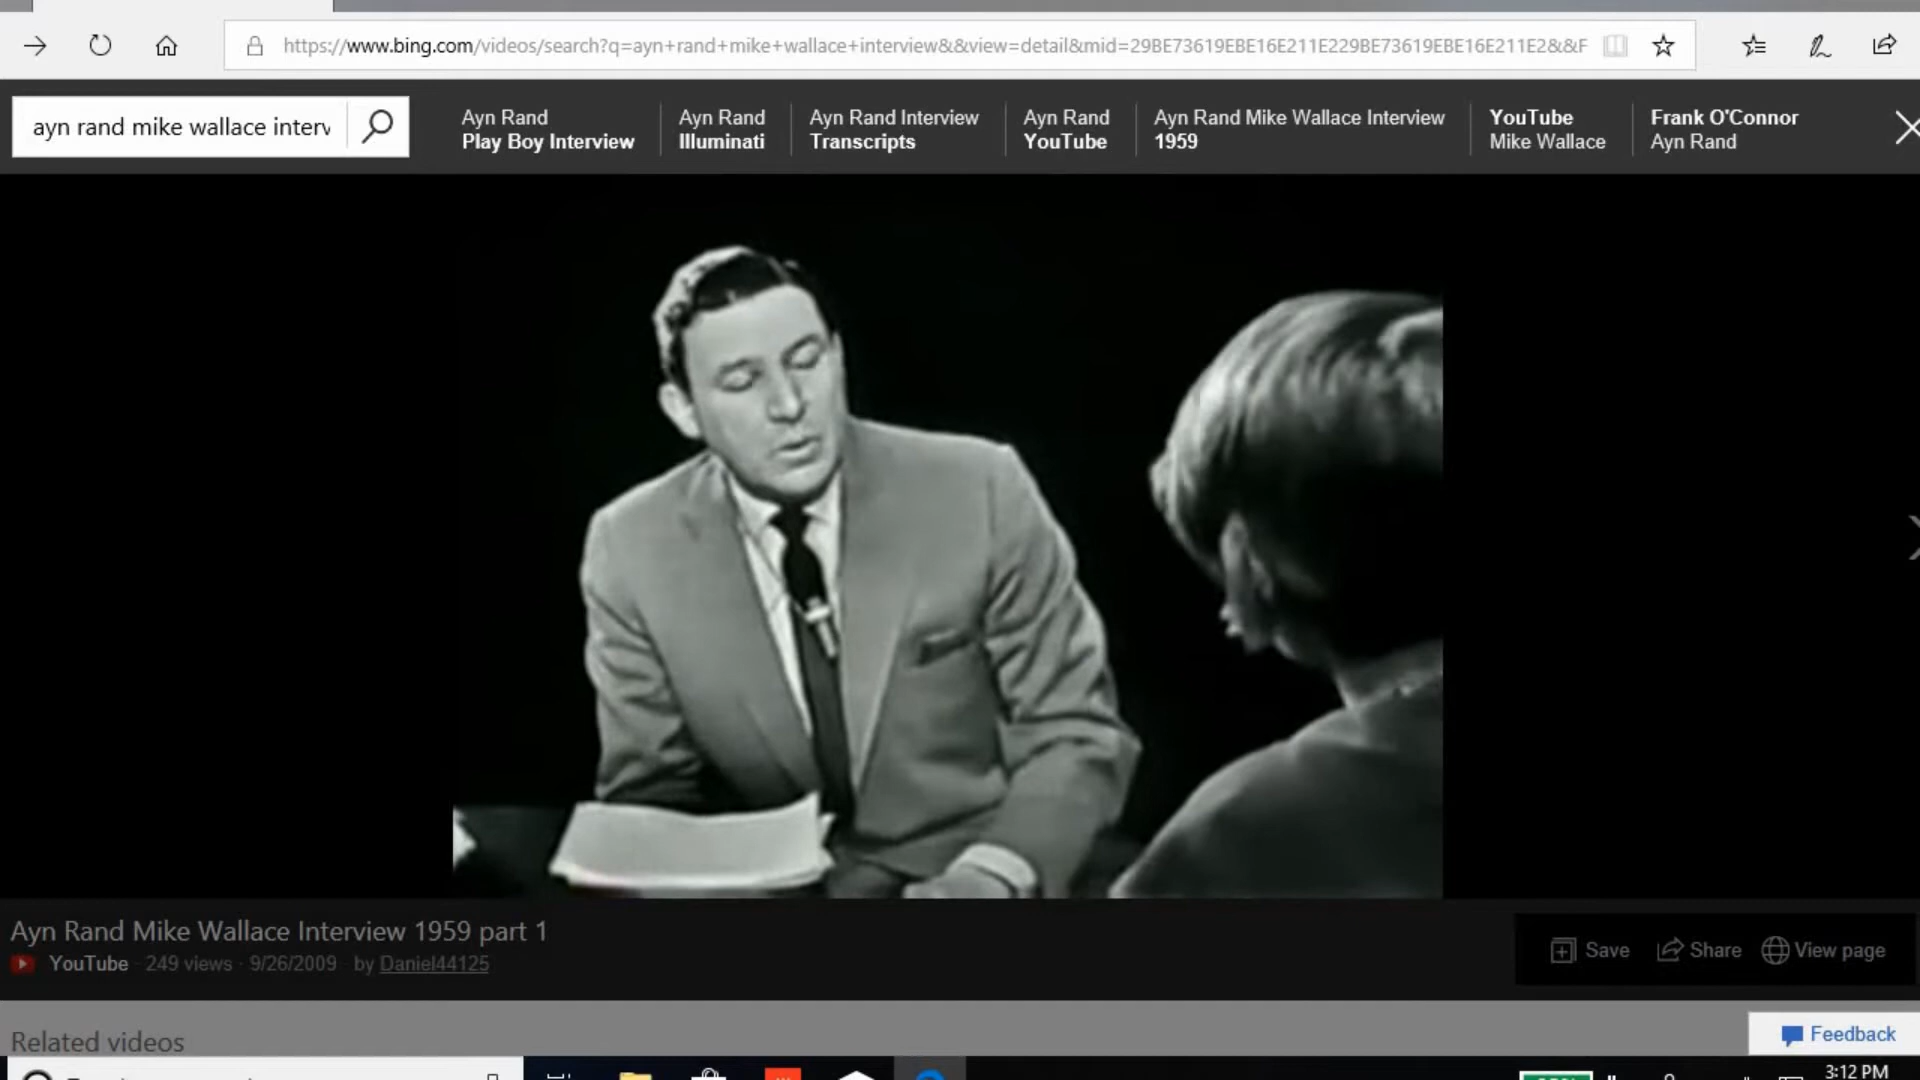 https://www.bing.com/videos/search?q=ayn+rand+mike+wallace+interview&&view=detail&mid=29BE73619EBE16E211E229BE73619EBE16E211E2&&F
ayn rand mike wallace interv
Ayn Rand
Play Boy Interview
Ayn Rand
Illuminati
Ayn Rand Interview
Transcripts
Ayn Rand
YouTube
Ayn Rand Mike Wallace Interview
1959
YouTube
Mike Wallace
Frank O'Connor
Ayn Rand
Ayn Rand Mike Wallace Interview 1959 part 1
YouTube · 249 views · 9/26/2009 · by Daniel44125
Save
Share
View page
Related videos
Feedback
3:12 PM